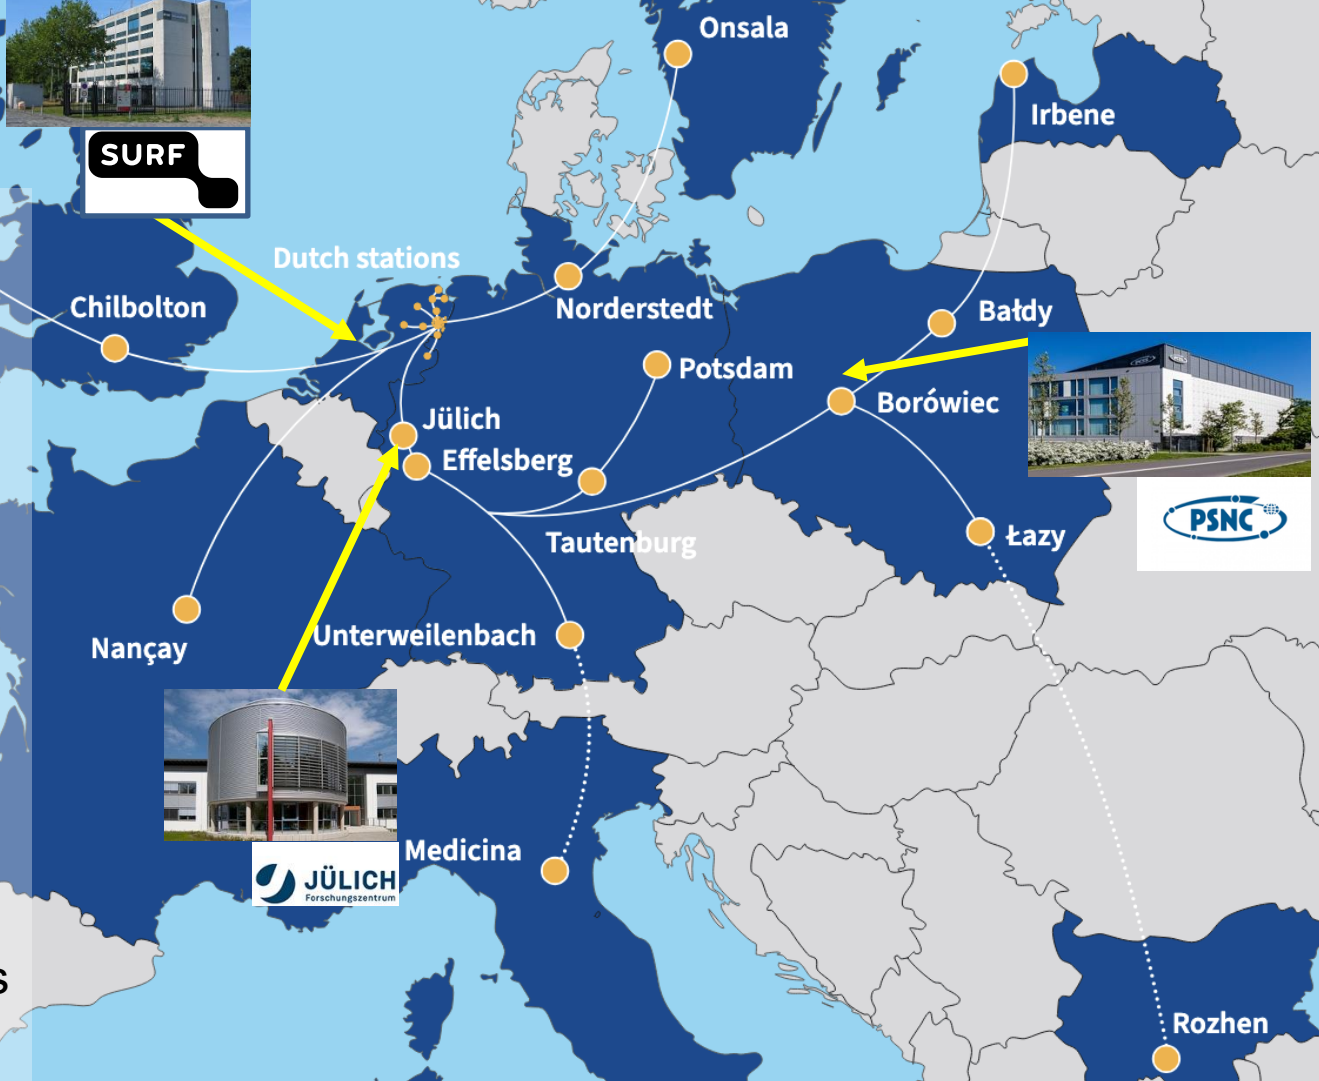 Onsala
Irbene
SURF
Dutch stations
Chilbolton
Norderstedt
Bałdy
Potsdam
Borówiec
Jülich
Effelsberg
PSNC
Tautenburg
Łazy
Unterweilenbach
Nançay
Medicina
JÜLICH
Forschungszentrum
s
Rozhen